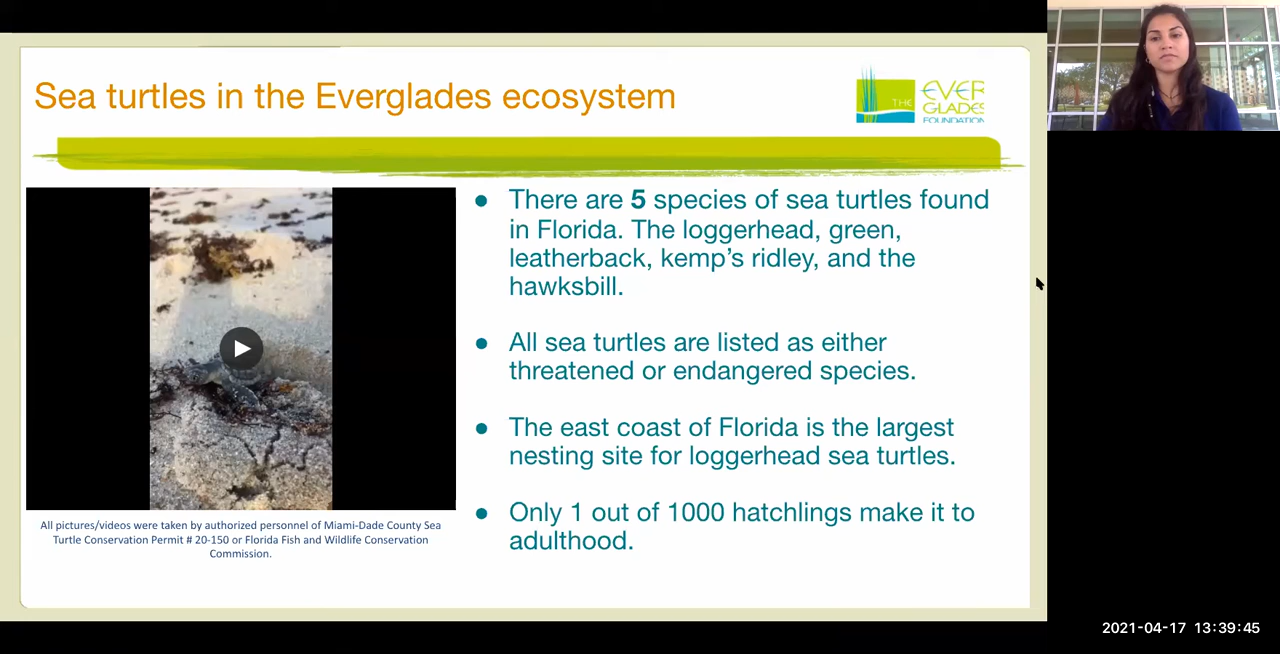 Sea turtles in the Everglades ecosystem
THE
EVER
GLADES
FOUNDATION
● There are 5 species of sea turtles found
in Florida. The loggerhead, green,
leatherback, kemp's ridley, and the
hawksbill.
● All sea turtles are listed as either
threatened or endangered species.
● The east coast of Florida is the largest
nesting site for loggerhead sea turtles.
● Only 1 out of 1000 hatchlings make it to
adulthood.
All pictures/videos were taken by authorized personnel of Miami-Dade County Sea
Turtle Conservation Permit # 20-150 or Florida Fish and Wildlife Conservation
Commission.
2021-04-17 13:39:45